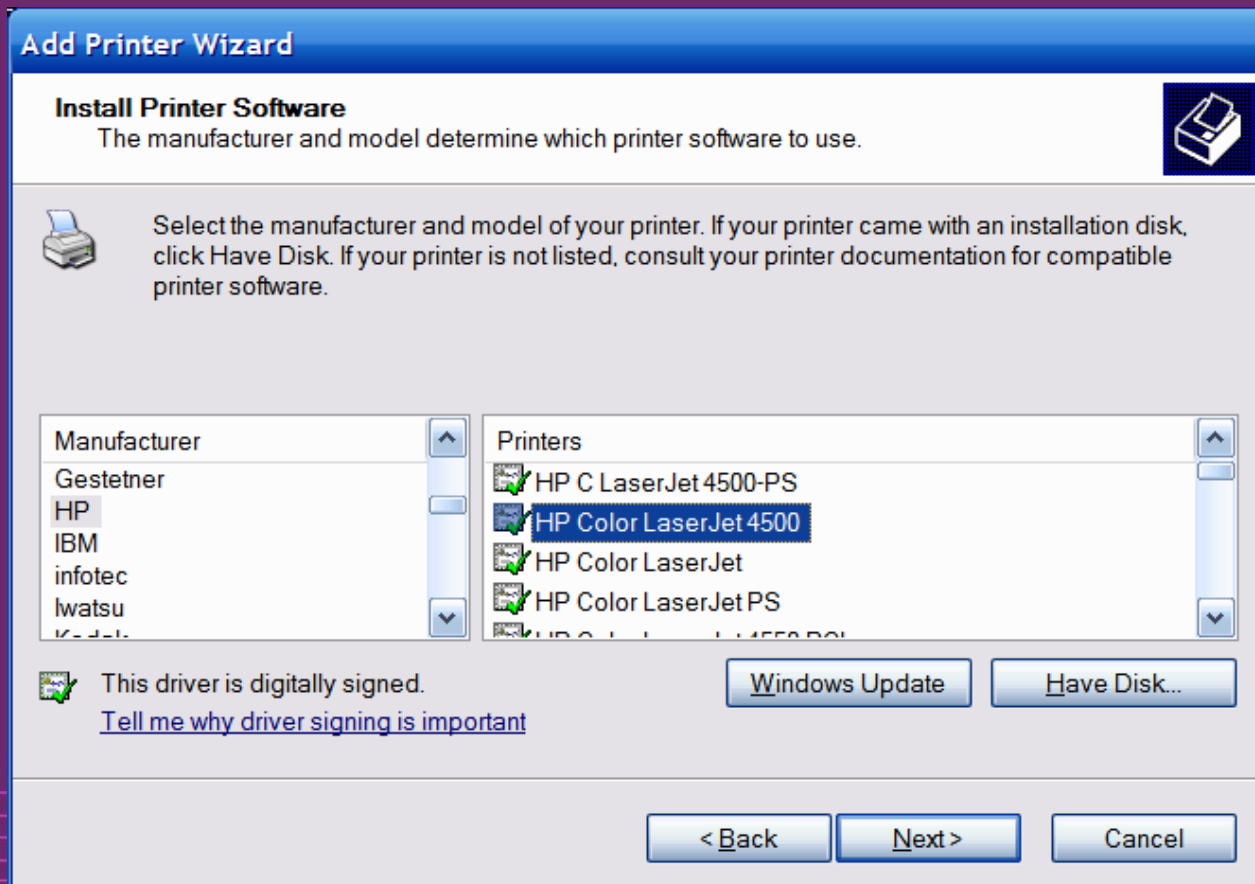 Add Printer Wizard
Install Printer Software
The manufacturer and model determine which printer software to use.
Select the manufacturer and model of your printer. If your printer came with an installation disk,
click Have Disk. If your printer is not listed, consult your printer documentation for compatible
printer software.
Manufacturer
Gestetner
HP
IBM
infotec
Iwatsu
Kodak
Printers
HP C LaserJet 4500-PS
HP Color LaserJet 4500
HP Color LaserJet
HP Color LaserJet PS
This driver is digitally signed.
Tell me why driver signing is important
Windows Update
Have Disk...
< Back
Next >
Cancel